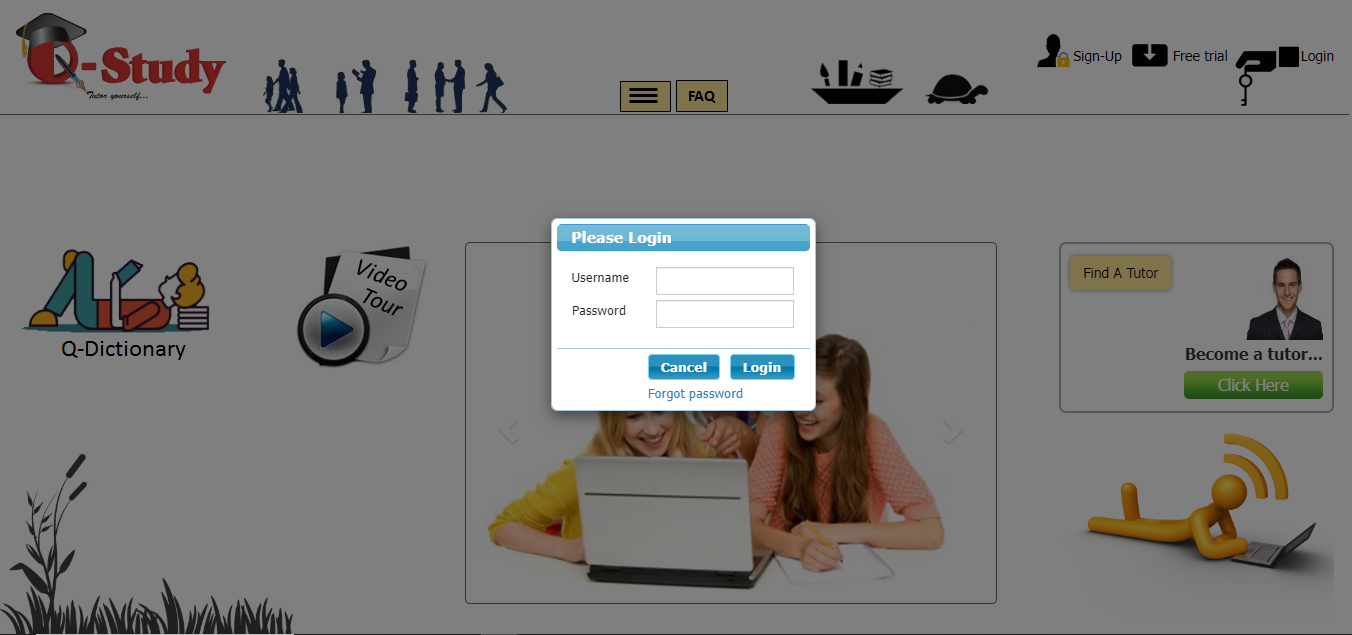 Q-Study
Tutor yourself...
FAQ
Sign-Up
Free trial
Login
Q-Dictionary
Video
Tour
Please Login
Username
Password
Cancel
Login
Forgot password
Find A Tutor
Become a tutor...
Click Here